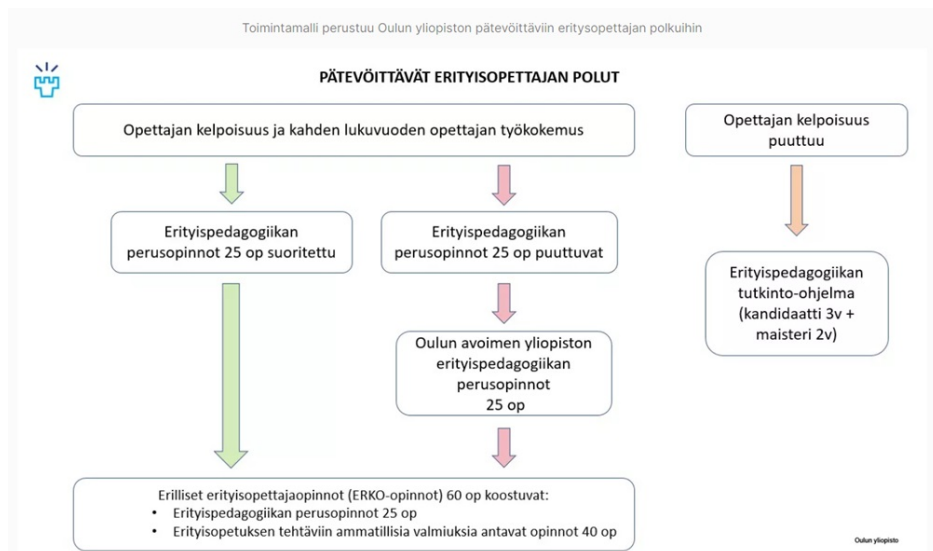 Toimintamalli perustuu Oulun yliopiston pätevöittäviin eritysopettajan polkuihin
PÄTEVÖITTÄVÄT ERITYISOPETTAJAN POLUT
Opettajan kelpoisuus ja kahden lukuvuoden opettajan työkokemus
Opettajan kelpoisuus
puuttuu
Erityispedagogiikan
perusopinnot 25 op suoritettu
Erityispedagogiikan
perusopinnot 25 op puuttuvat
Erityispedagogiikan
tutkinto-ohjelma
(kandidaatti 3v +
maisteri 2v)
Oulun avoimen yliopiston
erityispedagogiikan
perusopinnot
25 op
Erilliset erityisopettajaopinnot (ERKO-opinnot) 60 op koostuvat:
• Erityispedagogiikan perusopinnot 25 op
• Erityisopetuksen tehtäviin ammatillisia valmiuksia antavat opinnot 40 op
Oulun yliopisto